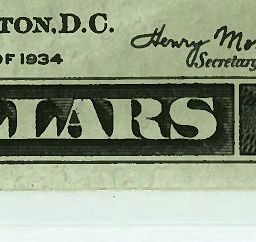 TON, D.C.
OF 1934
Henry Mo
Secretary
LLARS